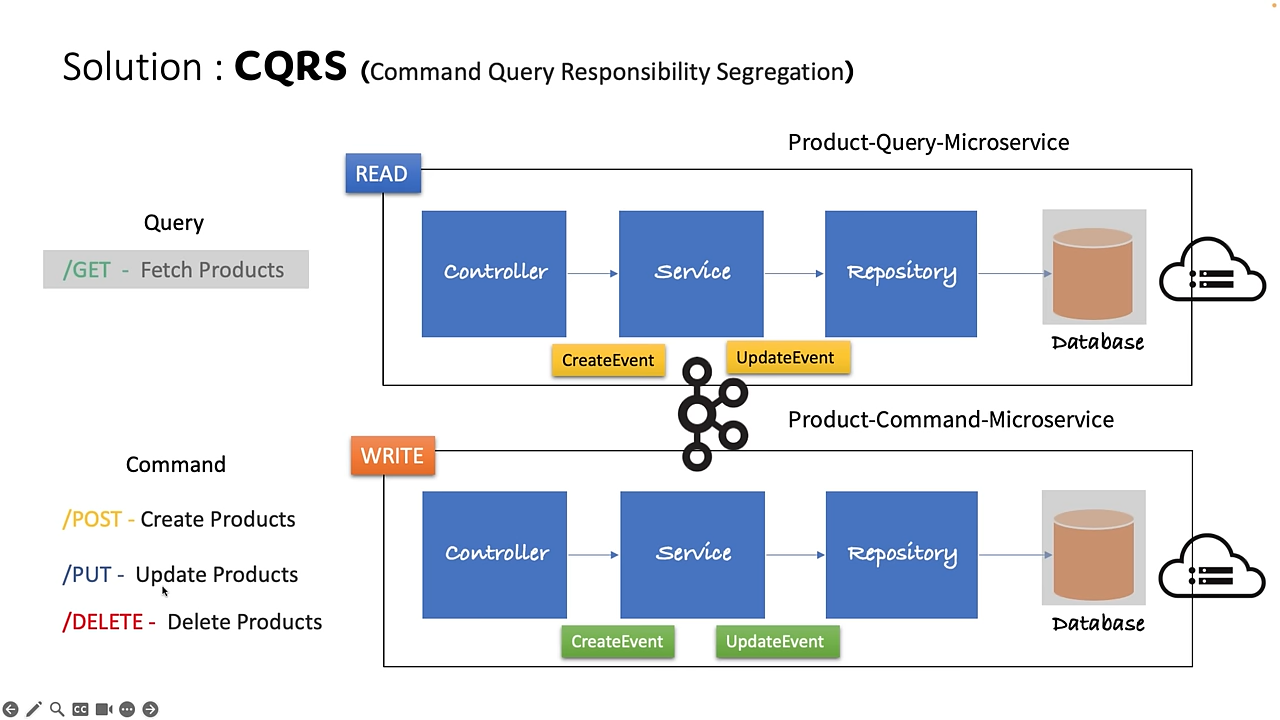 Solution : CQRS (Command Query Responsibility Segregation)
Product-Query-Microservice
READ
Query
/GET - Fetch Products
Controller
Service
Repository
Database
CreateEvent
UpdateEvent
Product-Command-Microservice
WRITE
Command
/POST - Create Products
/PUT - Update Products
/DELETE - Delete Products
Controller
Service
Repository
Database
CreateEvent
UpdateEvent
CC